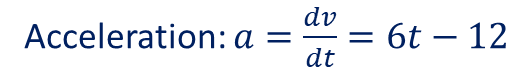 Acceleration: a = dv/dt = 6t − 12